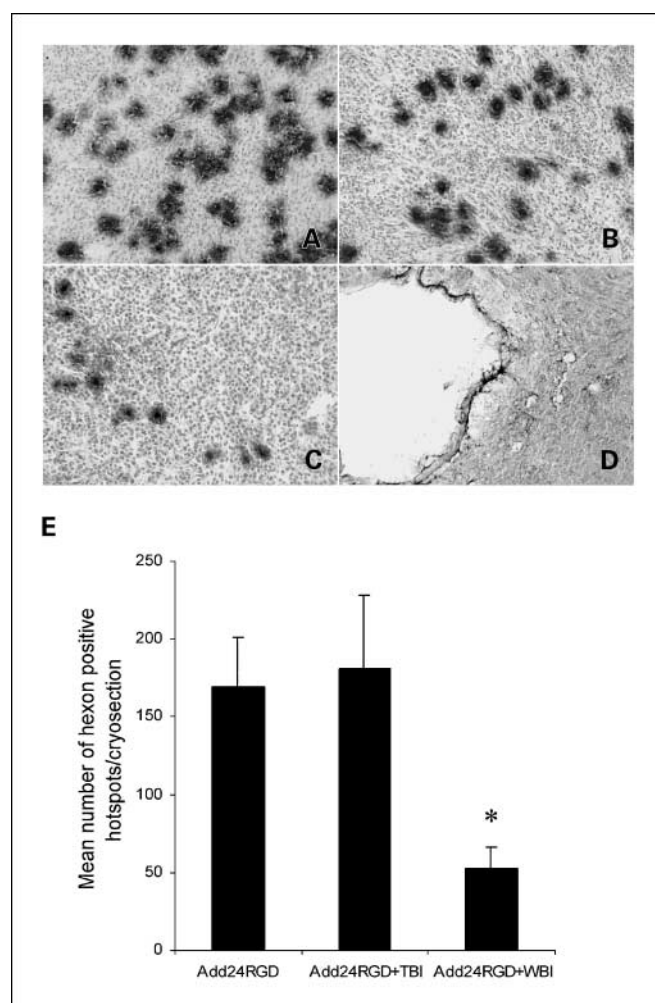 A
B
C
D
E
Mean number of hexon positive
hotspots/cryosection
250
200
150
100
50
0
*
Add24RGD
Add24RGD+TBI
Add24RGD+WBI